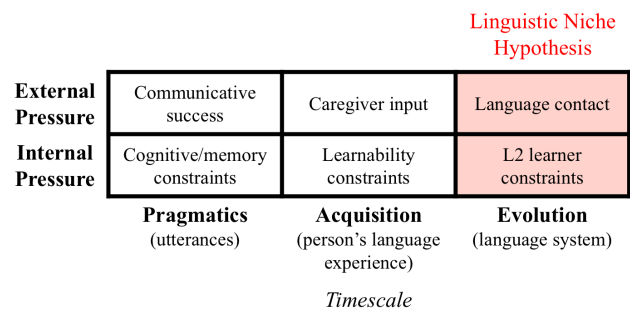 Linguistic Niche
Hypothesis
External
Pressure
Communicative
success
Caregiver input
Language contact
Internal
Pressure
Cognitive/memory
constraints
Learnability
constraints
L2 learner
constraints
Pragmatics
(utterances)
Acquisition
(person's language
experience)
Evolution
(language system)
Timescale